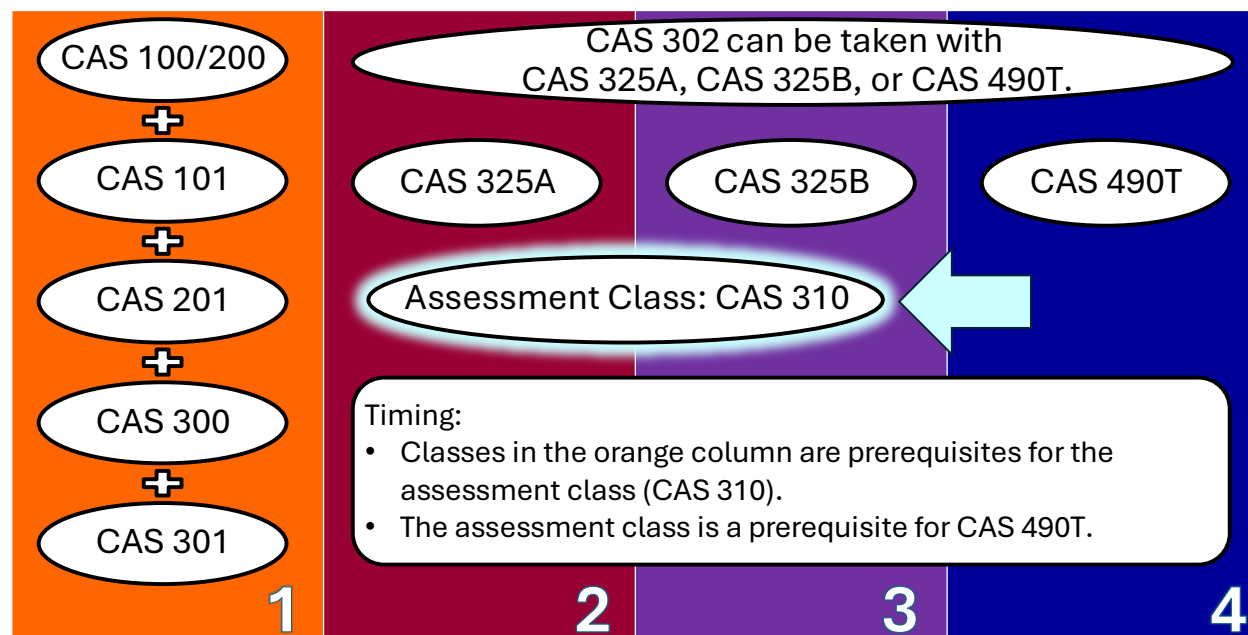 CAS 100/200
CAS 101
CAS 201
CAS 300
CAS 301
1
CAS 302 can be taken with
CAS 325A, CAS 325B, or CAS 490T.
CAS 325A
CAS 325B
CAS 490T
Assessment Class: CAS 310
Timing:
• Classes in the orange column are prerequisites for the
assessment class (CAS 310).
• The assessment class is a prerequisite for CAS 490T.
2
3
4